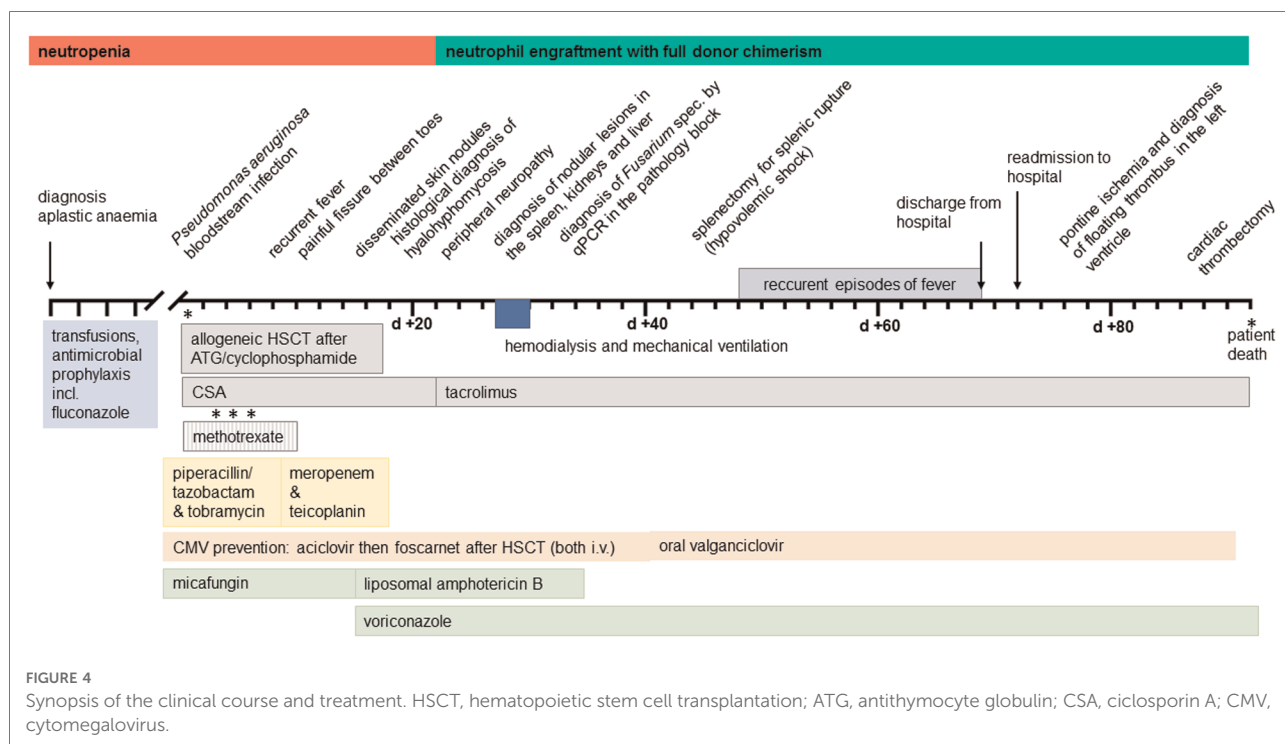 neutropenia
neutrophil engraftment with full donor chimerism
diagnosis
aplastic anaemia
Pseudomonas aeruginosa
bloodstream infection
recurrent fever
painful fissure between toes
disseminated skin nodules
histological diagnosis of
hyalohyphomycosis
peripheral neuropathy
diagnosis of nodular lesions in
the spleen, kidneys and liver
diagnosis of Fusarium spec. by
qPCR in the pathology block
splenectomy for splenic rupture
(hypovolemic shock)
discharge from
hospital
readmission to
hospital
pontine ischemia and diagnosis
of floating thrombus in the left
ventricle
cardiac
thrombectomy
reccurent episodes of fever
*
d +20
d +40
d +60
d +80
*
patient
death
hemodialysis and mechanical ventilation
transfusions,
antimicrobial
prophylaxis
incl.
fluconazole
allogeneic HSCT after
ATG/cyclophosphamide
CSA
tacrolimus
* * *
methotrexate
piperacillin/
tazobactam
& tobramycin
meropenem
&
teicoplanin
CMV prevention: aciclovir then foscarnet after HSCT (both i.v.)
oral valganciclovir
micafungin
liposomal amphotericin B
voriconazole
FIGURE 4
Synopsis of the clinical course and treatment. HSCT, hematopoietic stem cell transplantation; ATG, antithymocyte globulin; CSA, ciclosporin A; CMV,
cytomegalovirus.